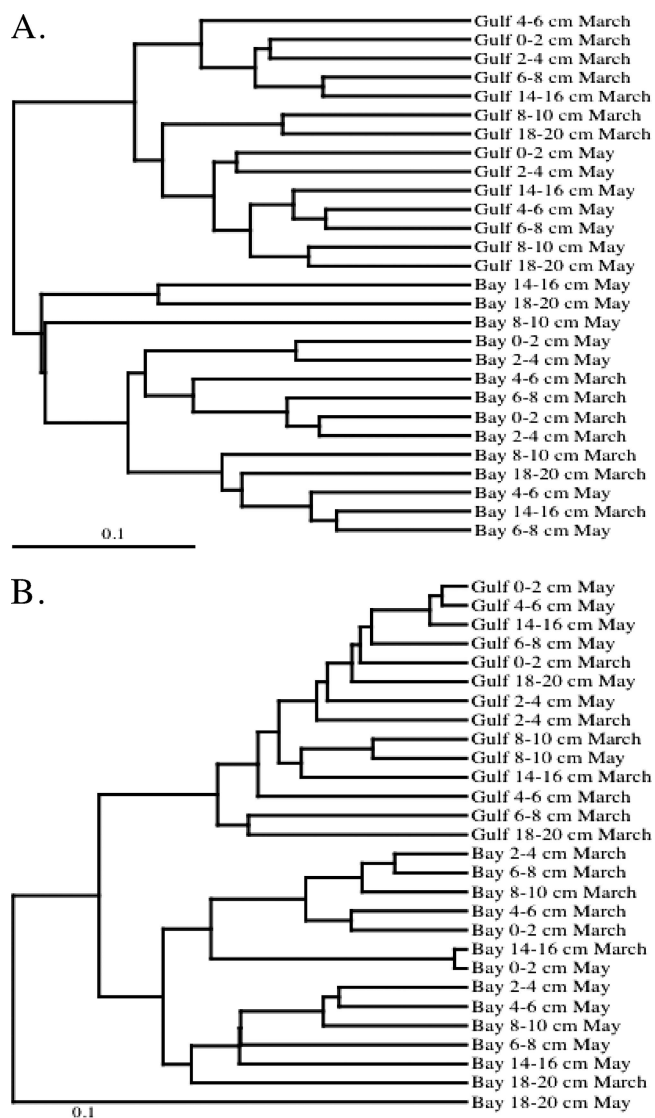 A.
Gulf 4-6 cm March
Gulf 0-2 cm March
Gulf 2-4 cm March
Gulf 6-8 cm March
Gulf 14-16 cm March
Gulf 8-10 cm March
Gulf 18-20 cm March
Gulf 0-2 cm May
Gulf 2-4 cm May
Gulf 14-16 cm May
Gulf 4-6 cm May
Gulf 6-8 cm May
Gulf 8-10 cm May
Gulf 18-20 cm May
Bay 14-16 cm May
Bay 18-20 cm May
Bay 8-10 cm May
Bay 0-2 cm May
Bay 2-4 cm May
Bay 4-6 cm March
Bay 6-8 cm March
Bay 0-2 cm March
Bay 2-4 cm March
Bay 8-10 cm March
Bay 18-20 cm March
Bay 4-6 cm May
Bay 14-16 cm March
Bay 6-8 cm May
0.1
B.
Gulf 0-2 cm May
Gulf 4-6 cm May
Gulf 14-16 cm May
Gulf 6-8 cm May
Gulf 0-2 cm March
Gulf 18-20 cm May
Gulf 2-4 cm May
Gulf 2-4 cm March
Gulf 8-10 cm March
Gulf 8-10 cm May
Gulf 14-16 cm March
Gulf 4-6 cm March
Gulf 6-8 cm March
Gulf 18-20 cm March
Bay 2-4 cm March
Bay 6-8 cm March
Bay 8-10 cm March
Bay 4-6 cm March
Bay 0-2 cm March
Bay 14-16 cm March
Bay 0-2 cm May
Bay 2-4 cm May
Bay 4-6 cm May
Bay 8-10 cm May
Bay 6-8 cm May
Bay 14-16 cm May
Bay 18-20 cm March
Bay 18-20 cm May
0.1